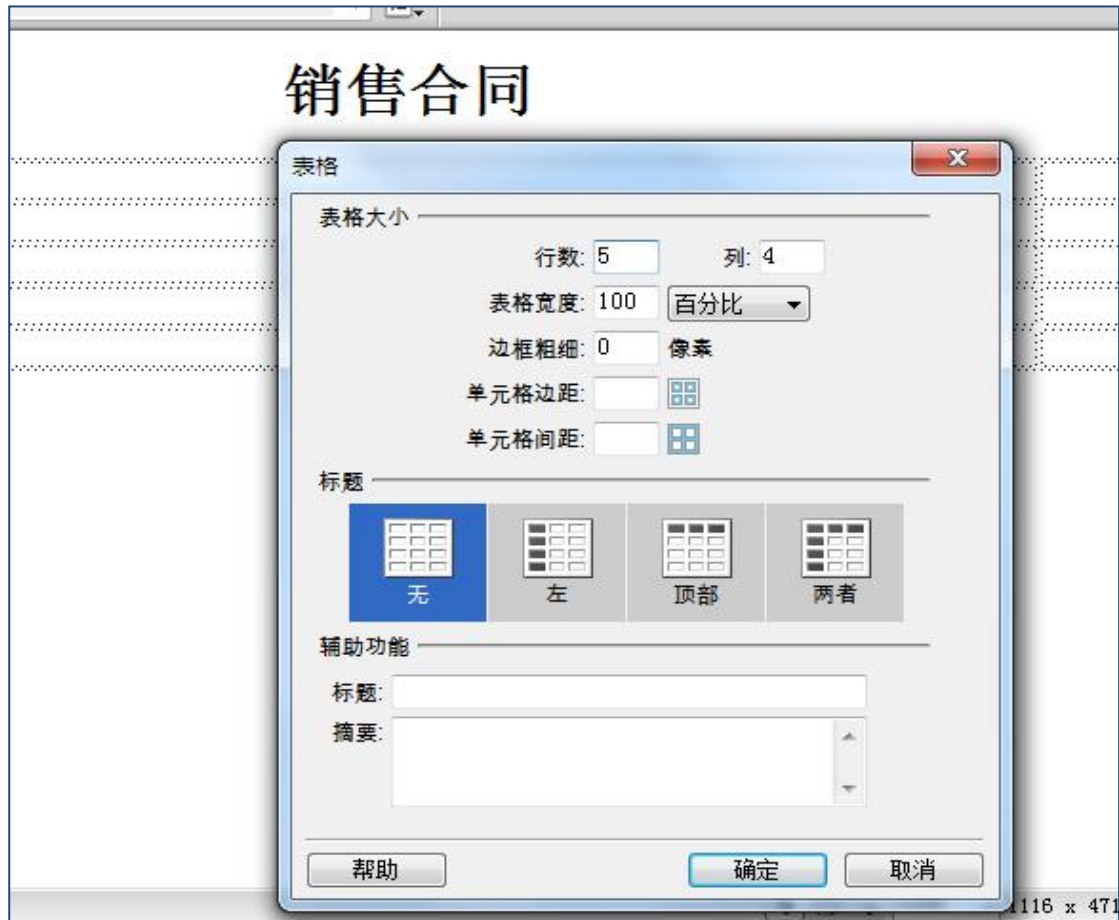 销售合同
表格
表格大小
行数: 5 列: 4
表格宽度: 100 百分比
边框粗细: 0 像素
单元格边距:
单元格间距:
标题
无 左 顶部 两者
辅助功能
标题:
摘要:
帮助 确定 取消
1116 x 471